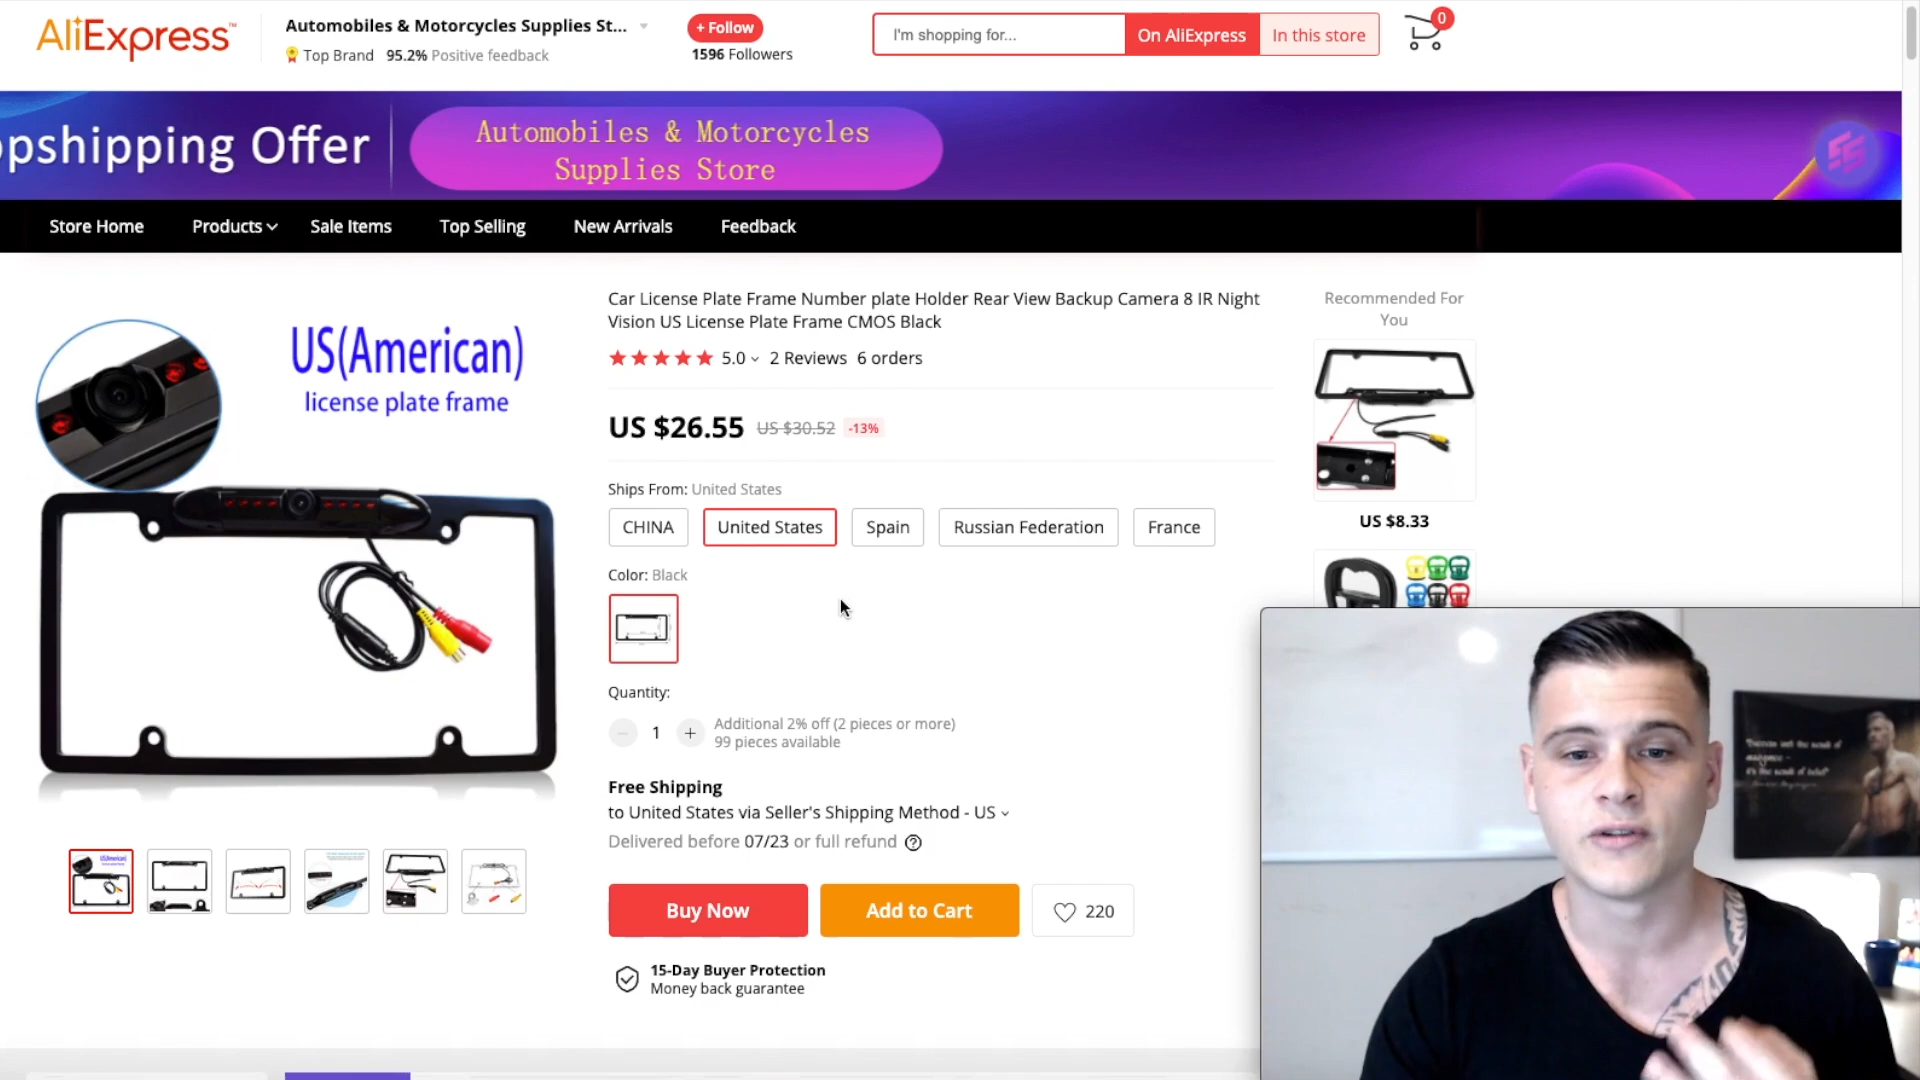 AliExpress™
Automobiles & Motorcycles Supplies St...
Top Brand 95.2% Positive feedback
+ Follow
1596 Followers
I'm shopping for...
On AliExpress
In this store
0
opshipping Offer
Automobiles & Motorcycles
Supplies Store
Store Home
Products
Sale Items
Top Selling
New Arrivals
Feedback
US(American)
license plate frame
Car License Plate Frame Number plate Holder Rear View Backup Camera 8 IR Night
Vision US License Plate Frame CMOS Black
5.0 2 Reviews 6 orders
US $26.55 US $30.52 -13%
Ships From: United States
CHINA
United States
Spain
Russian Federation
France
Color: Black
Quantity:
1
Additional 2% off (2 pieces or more)
99 pieces available
Free Shipping
to United States via Seller's Shipping Method - US
Delivered before 07/23 or full refund
Buy Now
Add to Cart
220
15-Day Buyer Protection
Money back guarantee
Recommended For
You
US $8.33